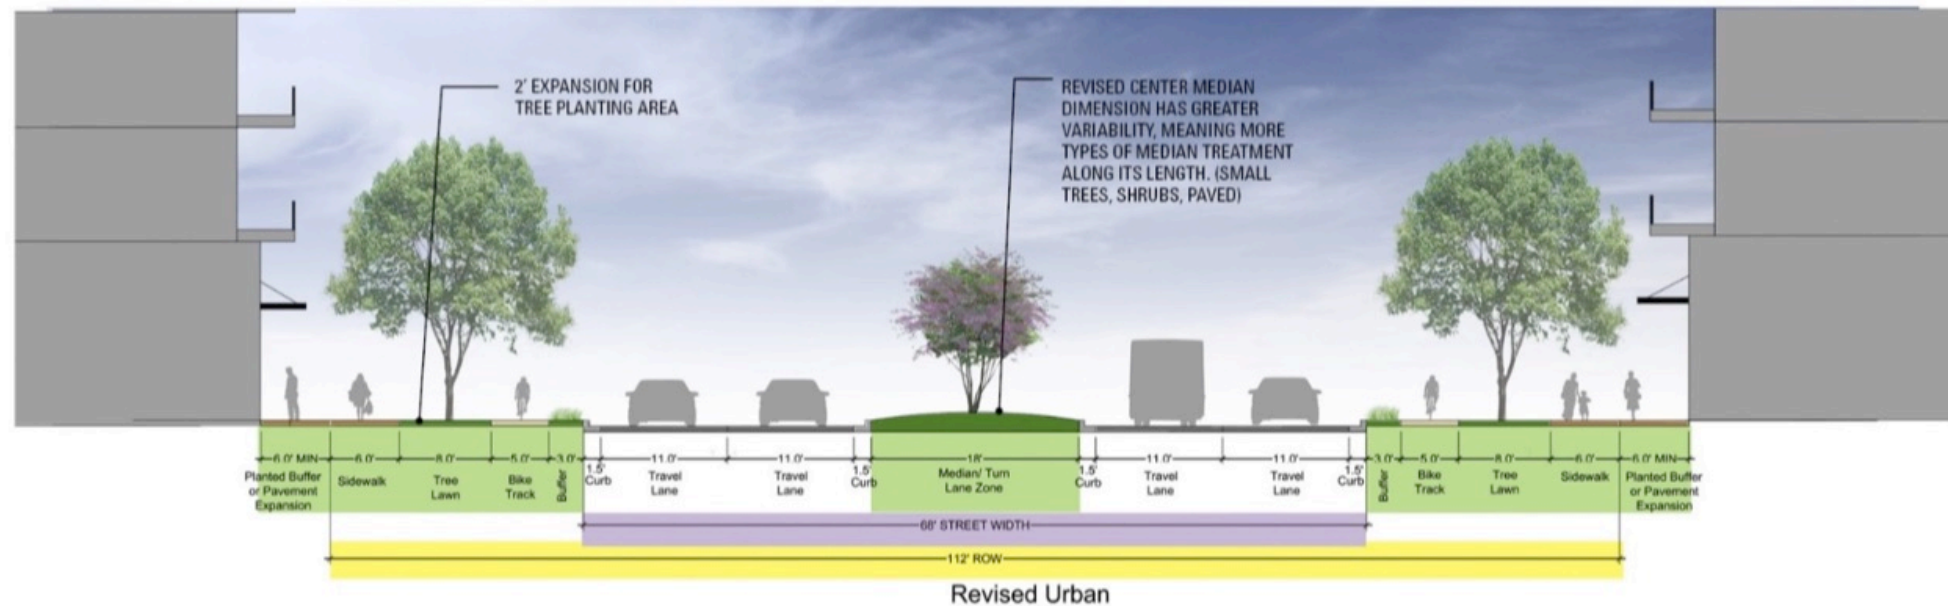 2' EXPANSION FOR
TREE PLANTING AREA
REVISED CENTER MEDIAN
DIMENSION HAS GREATER
VARIABILITY, MEANING MORE
TYPES OF MEDIAN TREATMENT
ALONG ITS LENGTH. (SMALL
TREES, SHRUBS, PAVED)
6.0' MIN
Planted Buffer
or Pavement
Expansion
6.0'
Sidewalk
8.0'
Tree
Lawn
5.0'
Bike
Track
3.0'
Buffer
1.5'
Curb
11.0'
Travel
Lane
11.0'
Travel
Lane
1.5'
Curb
18'
Median/ Turn
Lane Zone
1.5'
Curb
11.0'
Travel
Lane
11.0'
Travel
Lane
1.5'
Curb
3.0'
Buffer
5.0'
Bike
Track
8.0'
Tree
Lawn
6.0'
Sidewalk
6.0' MIN
Planted Buffer
or Pavement
Expansion
68' STREET WIDTH
112' ROW
Revised Urban